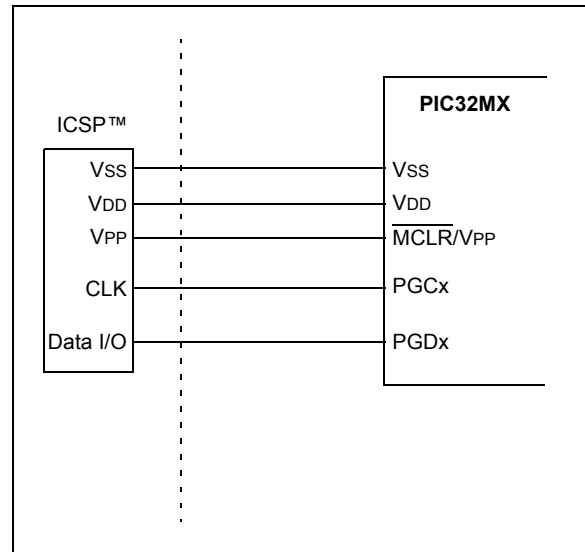 ICSP™
VSS
VDD
VPP
CLK
Data I/O
PIC32MX
VSS
VDD
MCLR/VPP
PGCx
PGDx